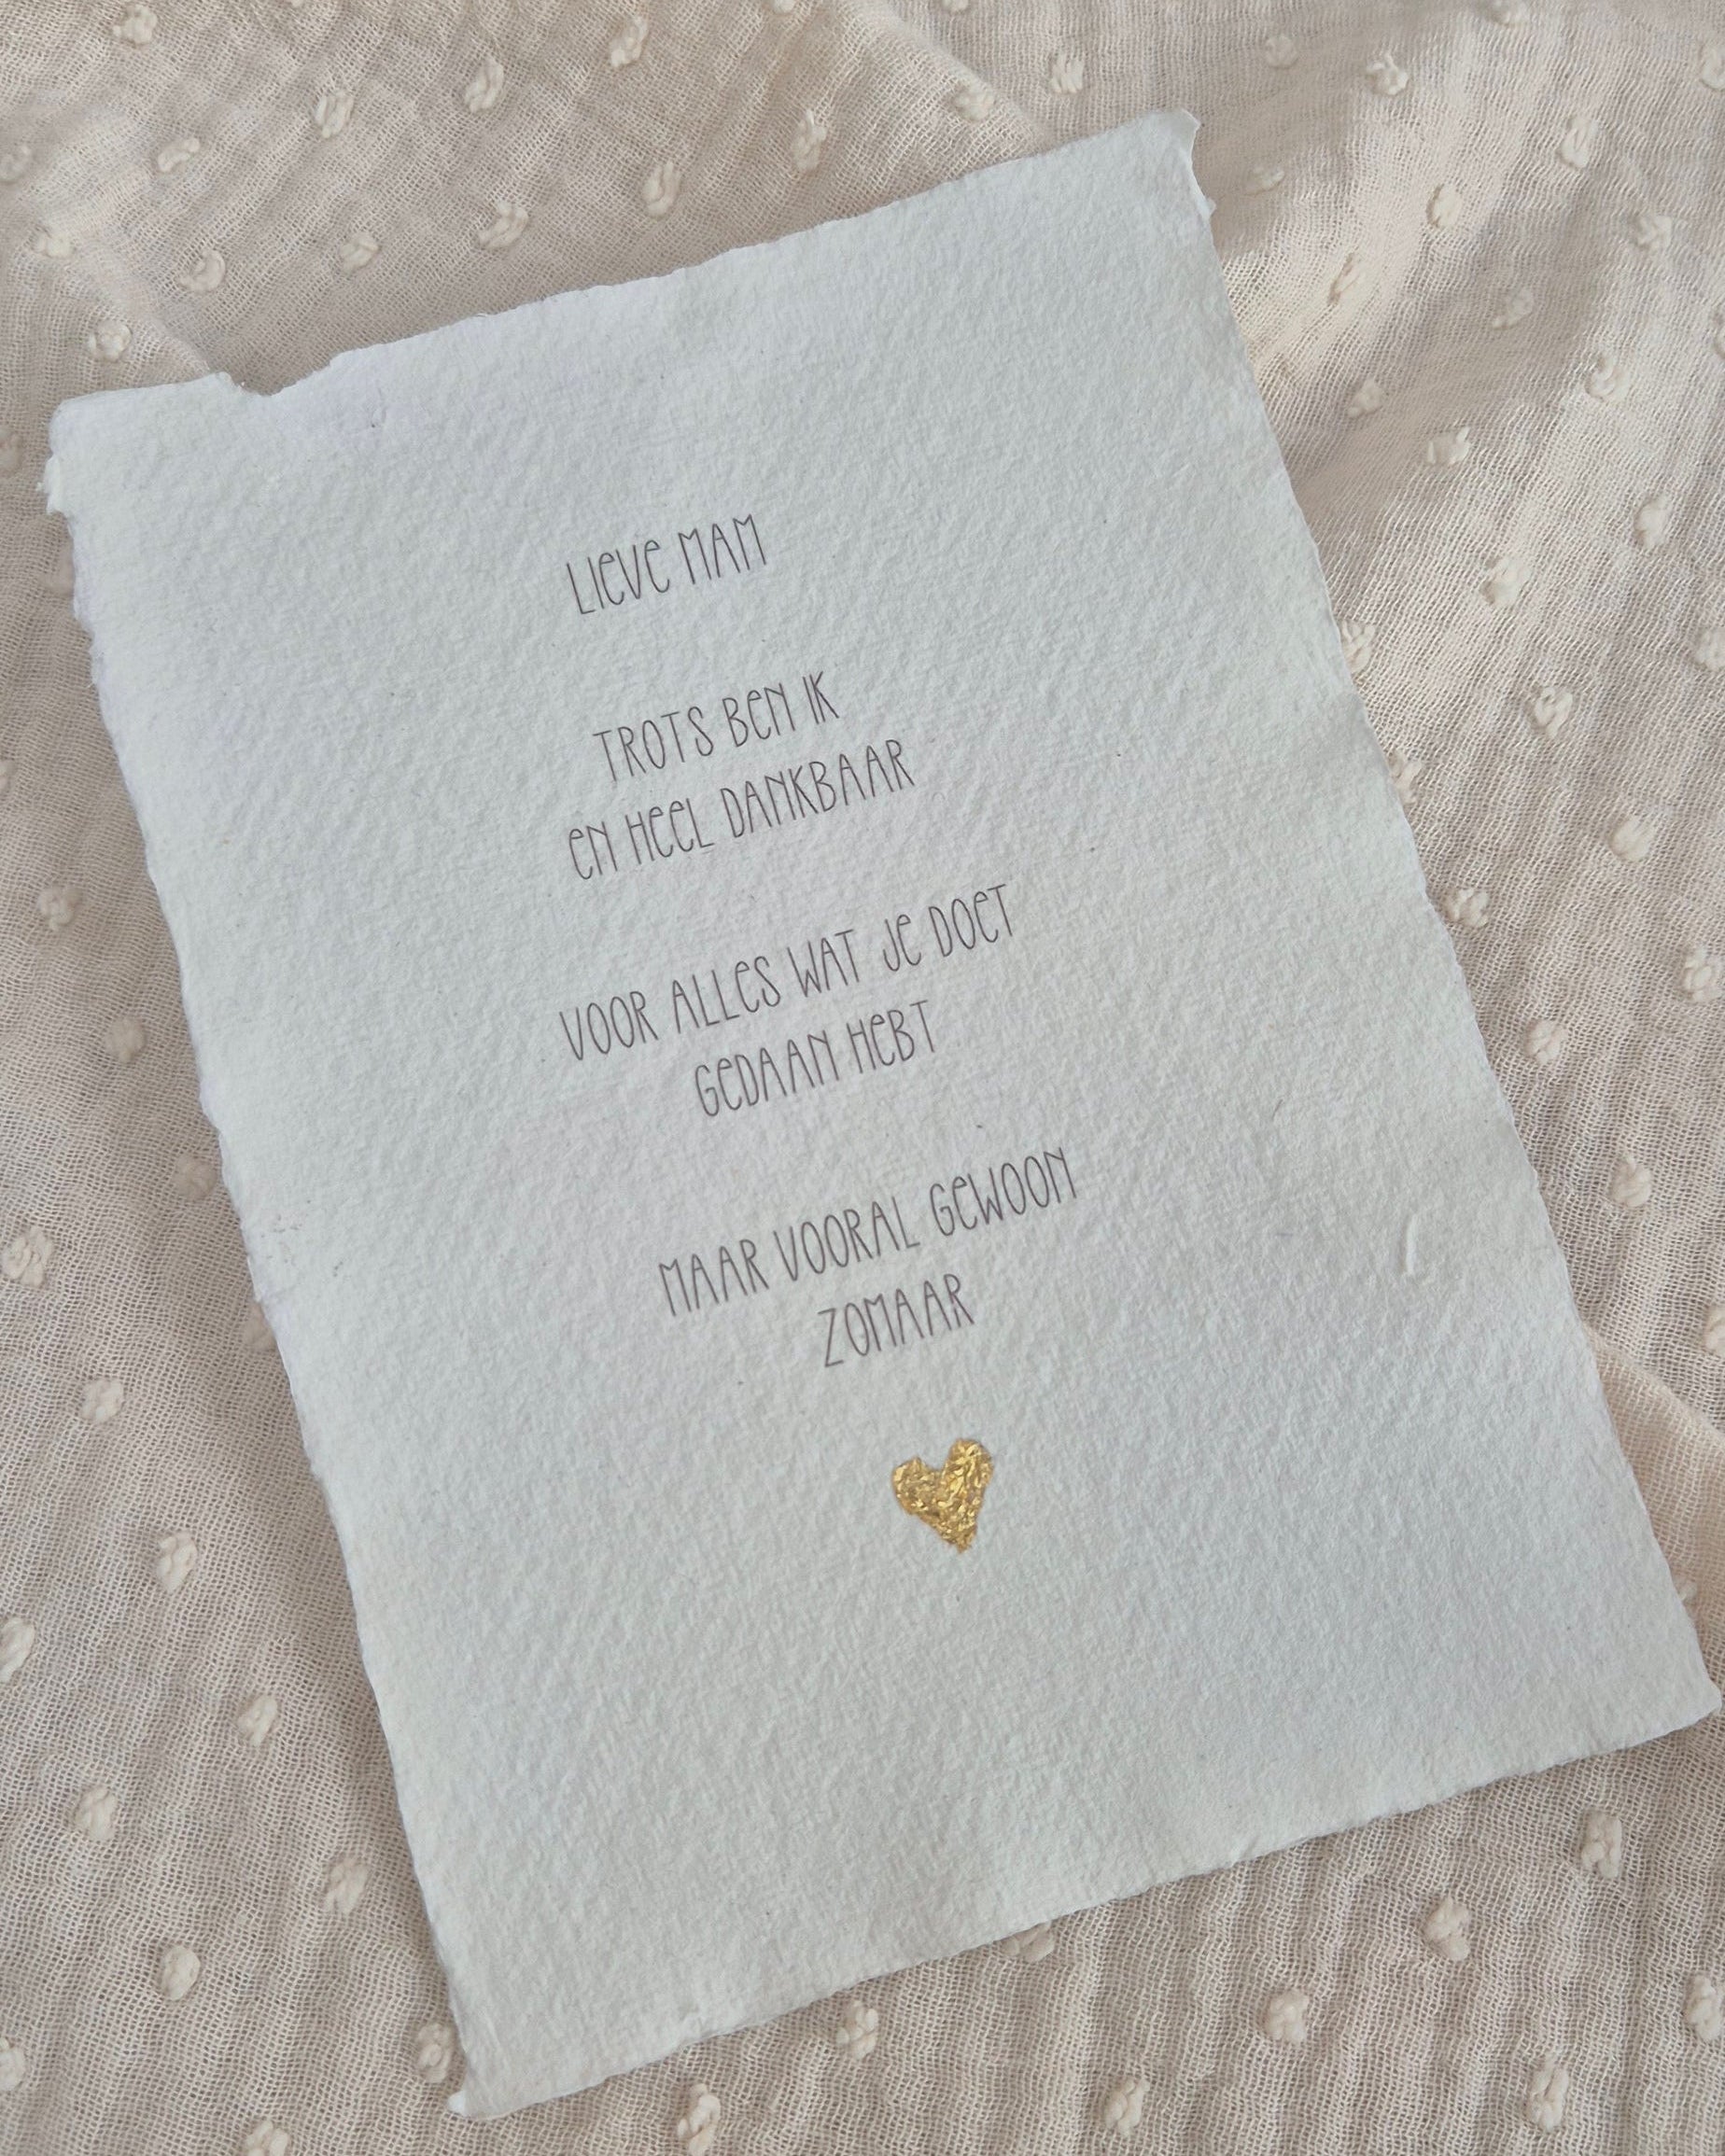 LIEVE MAM
TROTS BEN IK
EN HEEL DANKBAAR
VOOR ALLES WAT JE DOET
GEDAAN HEBT
MAAR VOORAL GEWOON
ZOMAAR